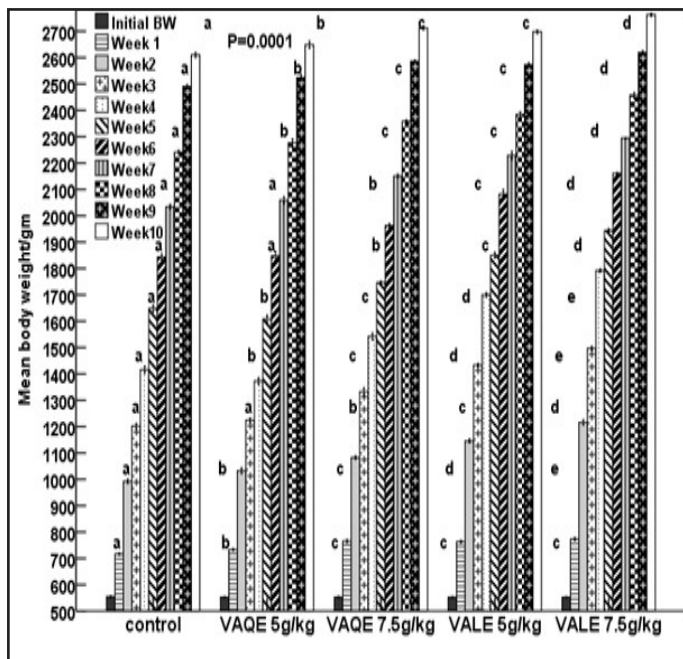 Initial BW
Week 1
Week2
Week3
Week4
Week5
Week6
Week7
Week8
Week9
Week10
P=0.0001
Mean body weight/gm
2700
2600
2500
2400
2300
2200
2100
2000
1900
1800
1700
1600
1500
1400
1300
1200
1100
1000
900
800
700
600
500
a
a
a
a
a
a
a
a
a
a
b
b
b
a
a
b
b
a
b
b
c
c
c
b
b
c
c
b
c
c
c
c
c
c
c
d
d
c
d
c
d
d
d
d
d
e
e
d
e
c
control
VAQE 5g/kg
VAQE 7.5g/kg
VALE 5g/kg
VALE 7.5g/kg